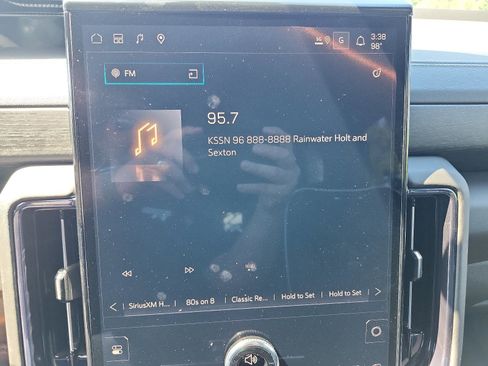 5G G 3:38
98°
FM
95.7
KSSN 96 888-8888 Rainwater Holt and
Sexton
< | SiriusXM H... | 80s on 8 | Classic Re... | Hold to Set | Hold to Set | >